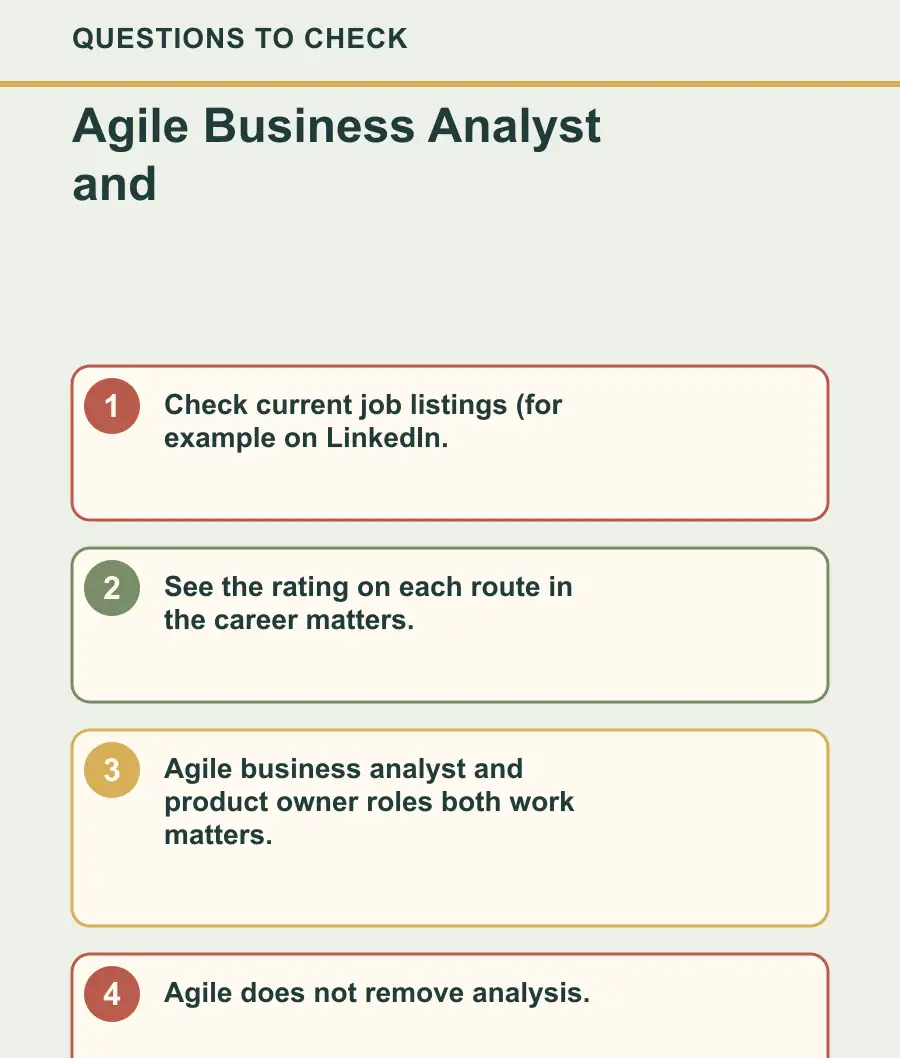 QUESTIONS TO CHECK
Agile Business Analyst
and
1
Check current job listings (for
example on LinkedIn.
2
See the rating on each route in
the career matters.
3
Agile business analyst and
product owner roles both work
matters.
4
Agile does not remove analysis.